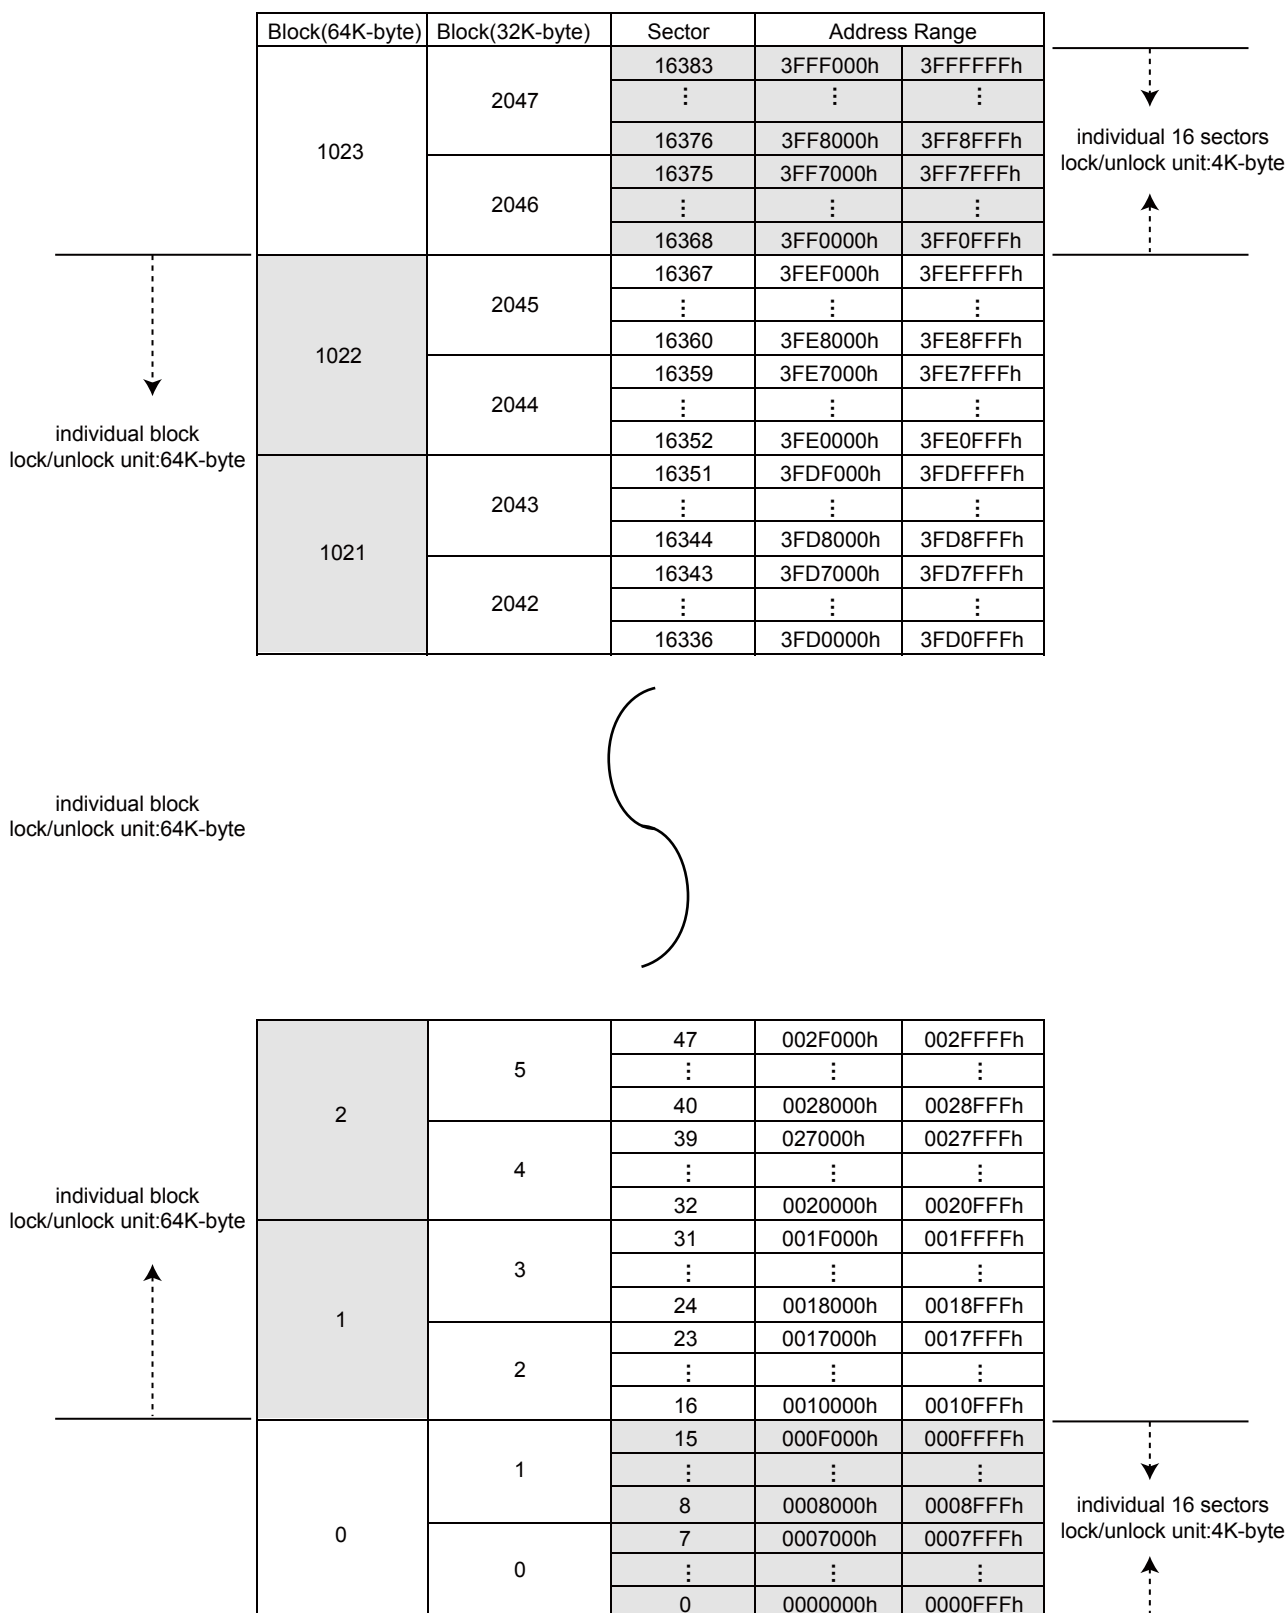 Block(64K-byte) Block(32K-byte) Sector Address Range
16383 3FFF000h 3FFFFFFh
2047
⋮ ⋮ ⋮
individual 16 sectors
lock/unlock unit:4K-byte
1023
16376 3FF8000h 3FF8FFFh
16375 3FF7000h 3FF7FFFh
2046
⋮ ⋮ ⋮
16368 3FF0000h 3FF0FFFh
16367 3FEF000h 3FEFFFFh
2045
⋮ ⋮ ⋮
16360 3FE8000h 3FE8FFFh
1022
16359 3FE7000h 3FE7FFFh
2044
⋮ ⋮ ⋮
individual block
lock/unlock unit:64K-byte
16352 3FE0000h 3FE0FFFh
16351 3FDF000h 3FDFFFFh
2043
⋮ ⋮ ⋮
16344 3FD8000h 3FD8FFFh
1021
16343 3FD7000h 3FD7FFFh
2042
⋮ ⋮ ⋮
16336 3FD0000h 3FD0FFFh
individual block
lock/unlock unit:64K-byte
47 002F000h 002FFFFh
5
⋮ ⋮ ⋮
40 0028000h 0028FFFh
2
39 027000h 0027FFFh
4
⋮ ⋮ ⋮
individual block
lock/unlock unit:64K-byte
32 0020000h 0020FFFh
31 001F000h 001FFFFh
3
⋮ ⋮ ⋮
24 0018000h 0018FFFh
1
23 0017000h 0017FFFh
2
⋮ ⋮ ⋮
16 0010000h 0010FFFh
15 000F000h 000FFFFh
1
⋮ ⋮ ⋮
8 0008000h 0008FFFh
individual 16 sectors
lock/unlock unit:4K-byte
0
7 0007000h 0007FFFh
0
⋮ ⋮ ⋮
0 0000000h 0000FFFh